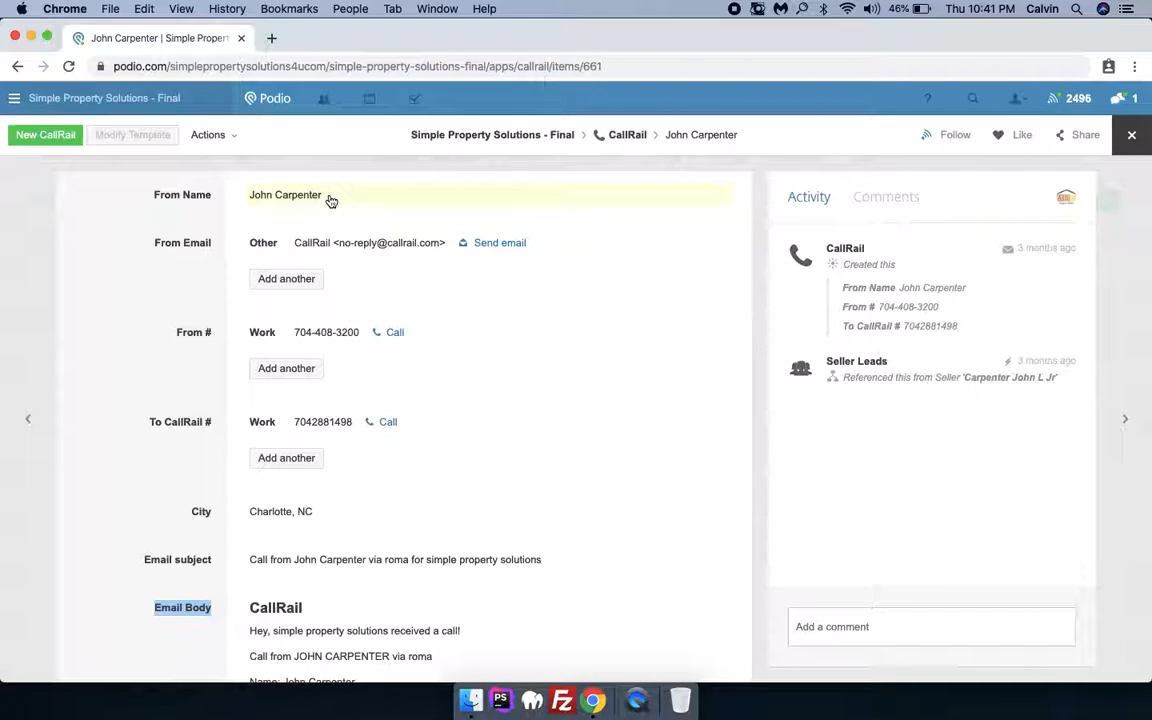 Chrome File Edit View History Bookmarks People Tab Window Help 46% Thu 10:41 PM Calvin
John Carpenter | Simple Propert
podio.com/simplepropertysolutions4ucom/simple-property-solutions-final/apps/callrail/items/661
Simple Property Solutions - Final Podio ? 2496 1
New CallRail Modify Template Actions Simple Property Solutions - Final CallRail John Carpenter Follow Like Share
From Name John Carpenter
Activity Comments
From Email Other CallRail <no-reply@callrail.com> Send email
CallRail 3 months ago
Created this
Add another
From Name John Carpenter
From # 704-408-3200
To CallRail # 7042881498
From # Work 704-408-3200 Call
Seller Leads 3 months ago
Add another
Referenced this from Seller 'Carpenter John L Jr'
To CallRail # Work 7042881498 Call
Add another
City Charlotte, NC
Email subject Call from John Carpenter via roma for simple property solutions
Email Body CallRail
Hey, simple property solutions received a call!
Add a comment
Call from JOHN CARPENTER via roma
Name: John Carpenter
PS
Fz